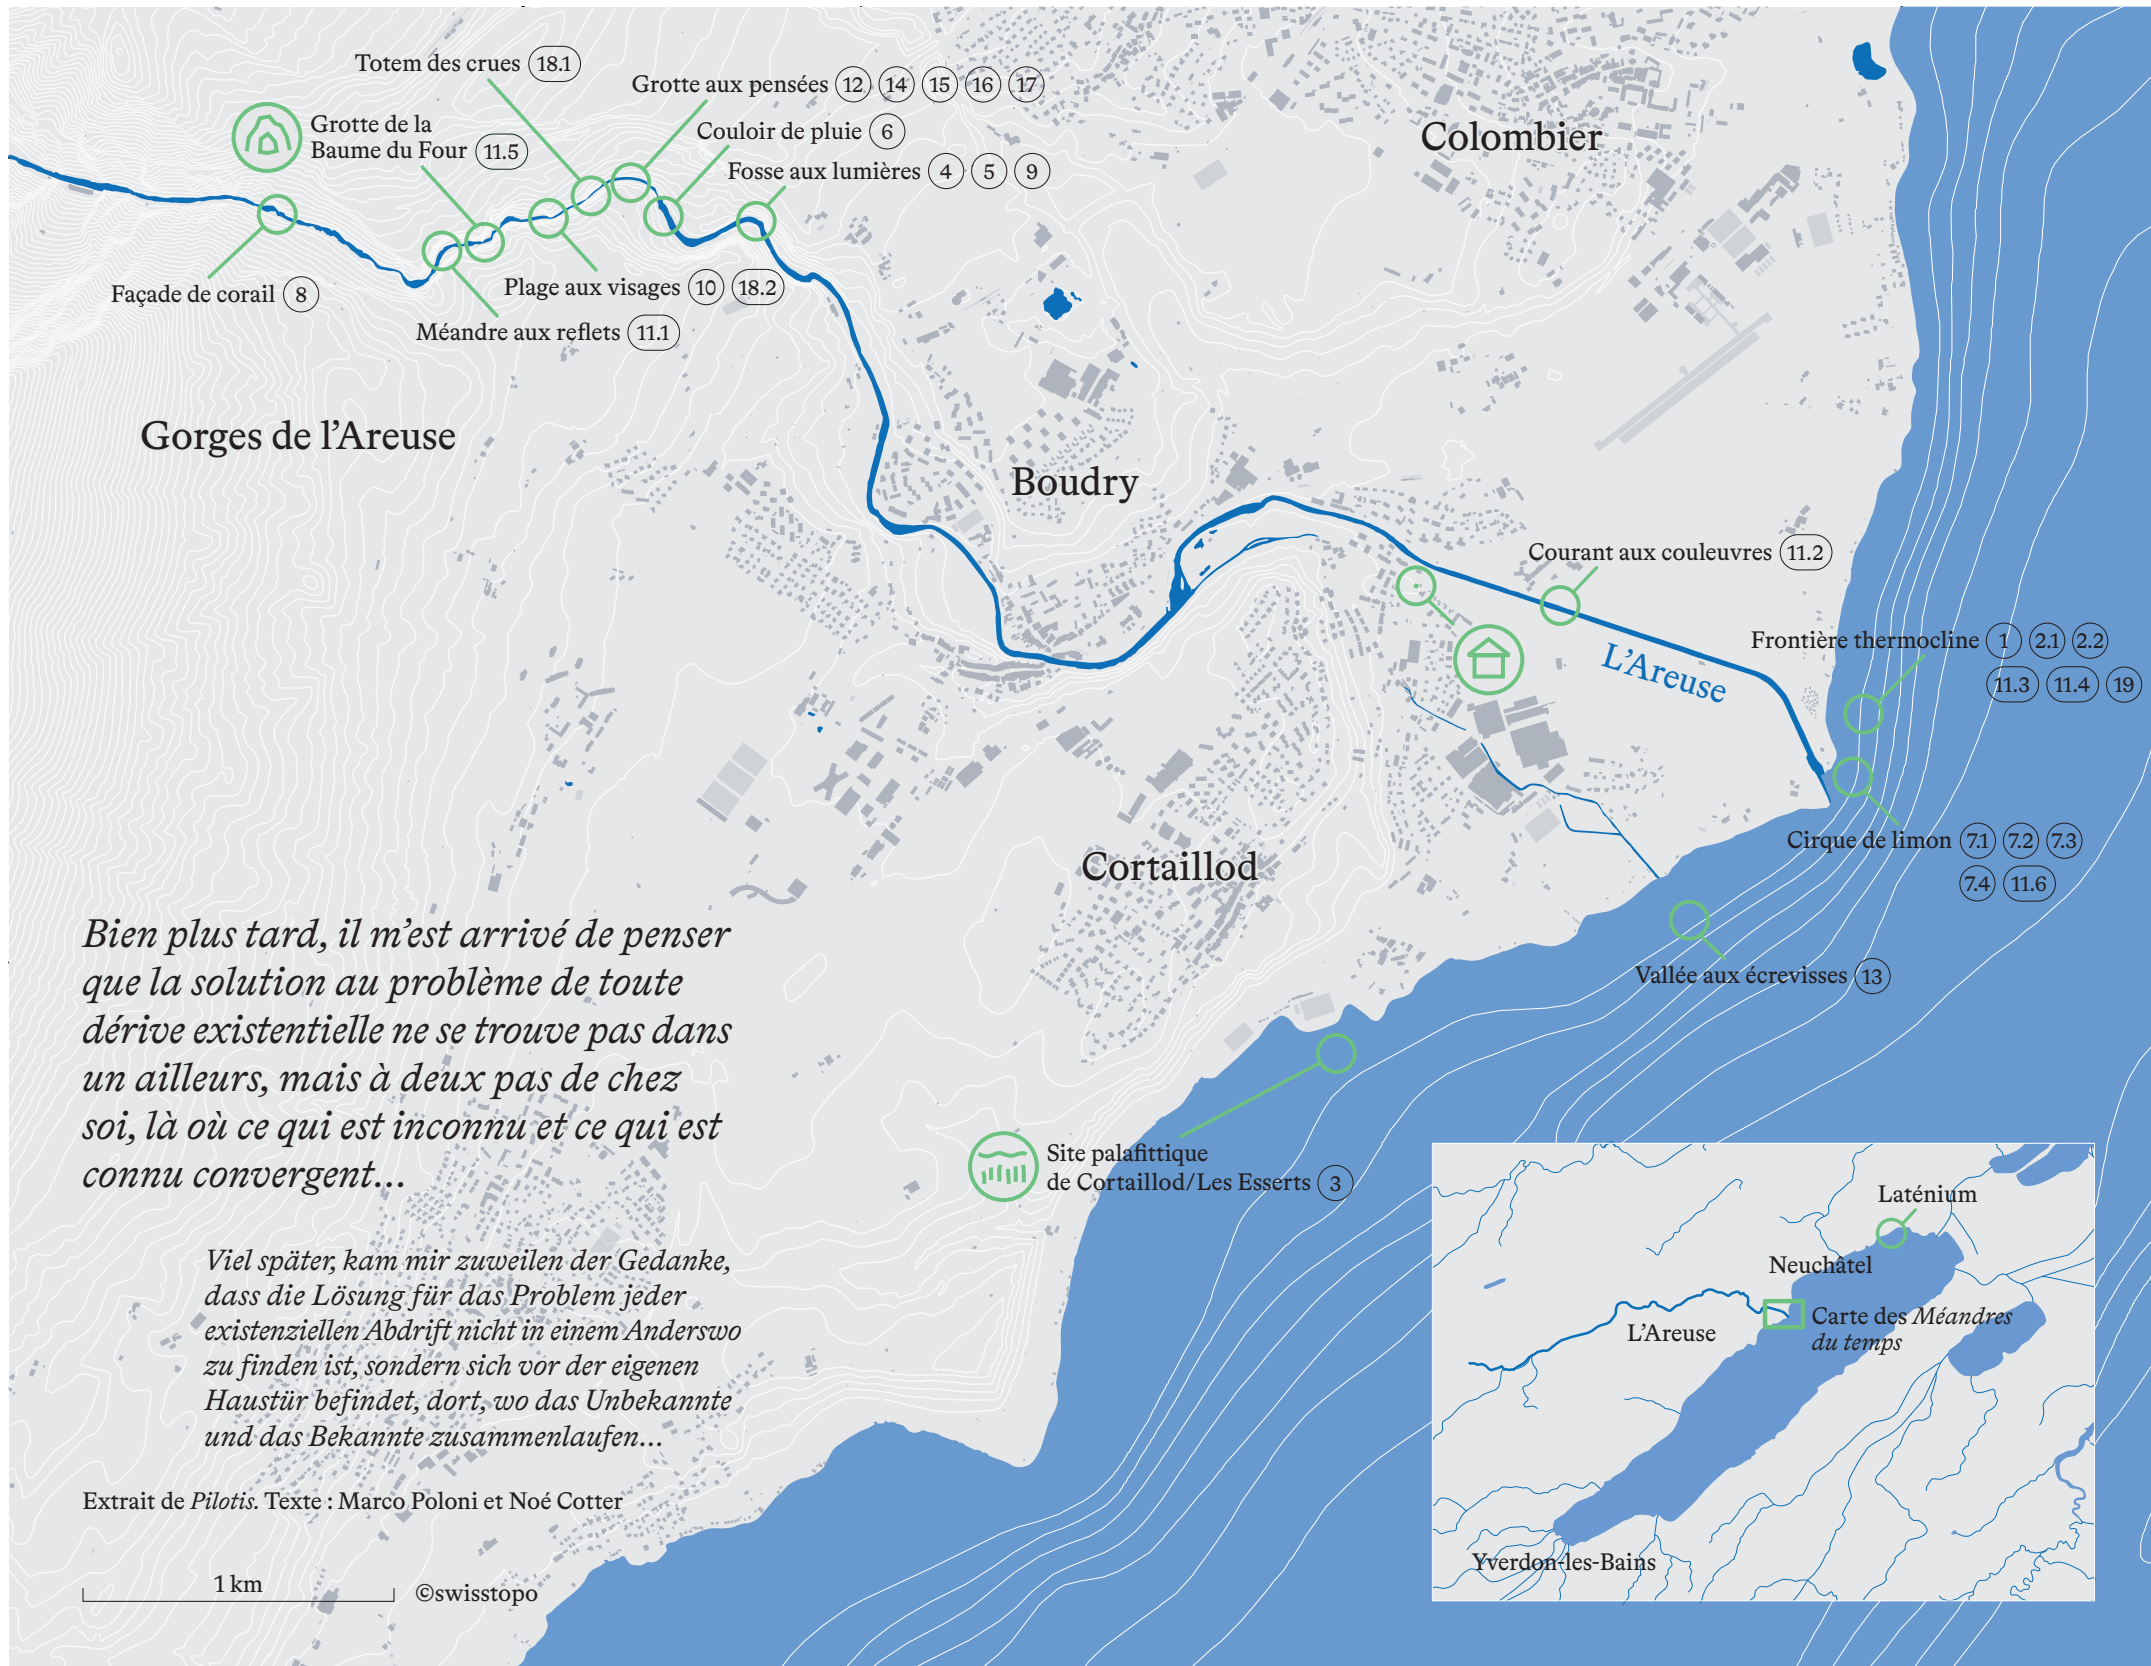 Totem des crues 18.1
Grotte aux pensées 12 14 15 16 17
Grotte de la
Baume du Four 11.5
Couloir de pluie 6
Fosse aux lumières 4 5 9
Colombier
Façade de corail 8
Plage aux visages 10 18.2
Méandre aux reflets 11.1
Gorges de l’Areuse
Boudry
Courant aux couleuvres 11.2
Frontière thermocline 1 2.1 2.2
11.3 11.4 19
L’Areuse
Cirque de limon 7.1 7.2 7.3
7.4 11.6
Cortaillod
Vallée aux écrevisses 13
Bien plus tard, il m’est arrivé de penser
que la solution au problème de toute
dérive existentielle ne se trouve pas dans
un ailleurs, mais à deux pas de chez
soi, là où ce qui est inconnu et ce qui est
connu convergent…
Site palafittique
de Cortaillod/Les Esserts 3
Viel später, kam mir zuweilen der Gedanke,
dass die Lösung für das Problem jeder
existenziellen Abdrift nicht in einem Anderswo
zu finden ist, sondern sich vor der eigenen
Haustür befindet, dort, wo das Unbekannte
und das Bekannte zusammenlaufen…
Extrait de Pilotis. Texte : Marco Poloni et Noé Cotter
1 km
©swisstopo
Laténium
Neuchâtel
L’Areuse
Carte des Méandres
du temps
Yverdon-les-Bains